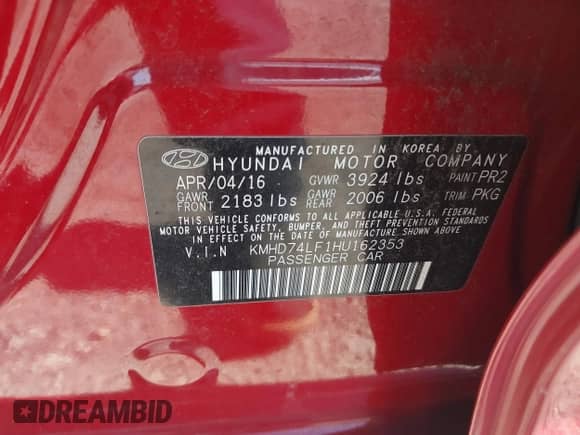 MANUFACTURED IN KOREA BY
HYUNDAI MOTOR COMPANY
APR/04/16 GVWR 3924 lbs PAINT PR2
GAWR FRONT 2183 lbs GAWR REAR 2006 lbs TRIM PKG
THIS VEHICLE CONFORMS TO ALL APPLICABLE U.S.A. FEDERAL
MOTOR VEHICLE SAFETY, BUMPER, AND THEFT PREVENTION STANDARDS
IN EFFECT ON THE DATE OF MANUFACTURE SHOWN ABOVE.
V.I.N KMHD74LF1HU162353
PASSENGER CAR
DREAMBID